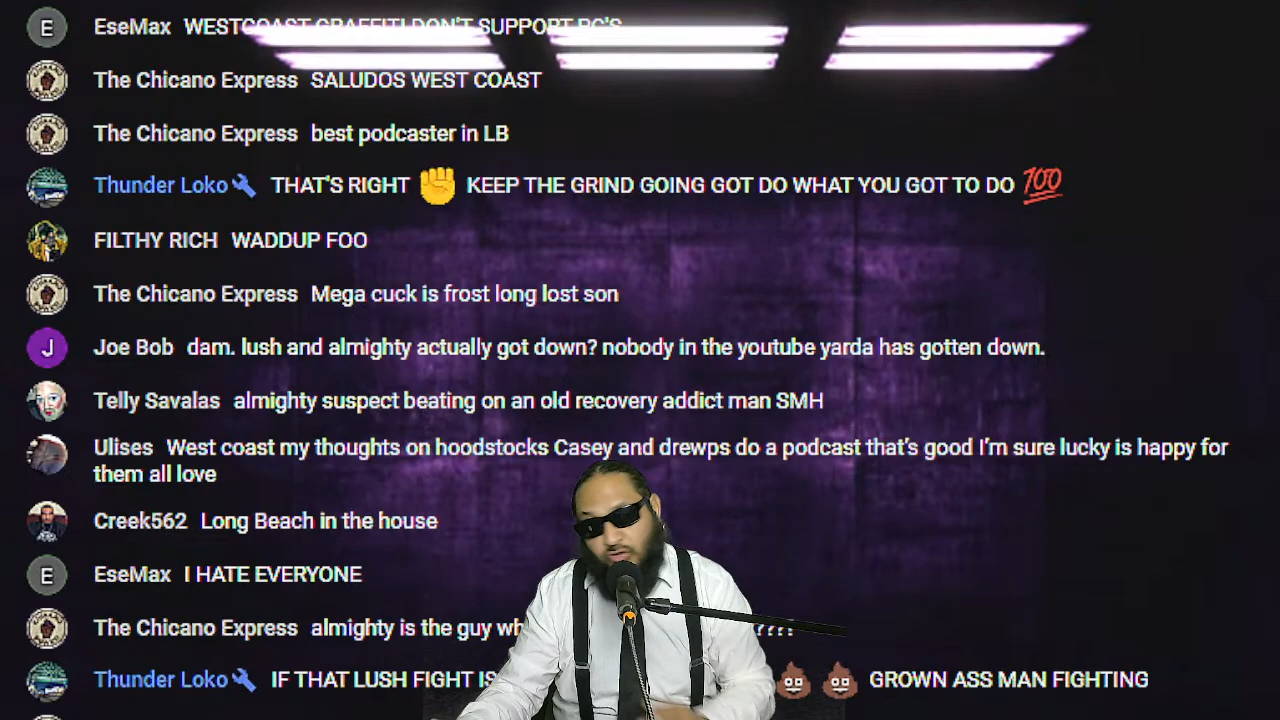 E EseMax WESTCOAST GRAFFITI DON'T SUPPORT PC'S
The Chicano Express SALUDOS WEST COAST
The Chicano Express best podcaster in LB
Thunder Loko THAT'S RIGHT ✊ KEEP THE GRIND GOING GOT DO WHAT YOU GOT TO DO 💯
FILTHY RICH WADDUP FOO
The Chicano Express Mega cuck is frost long lost son
J Joe Bob dam. lush and almighty actually got down? nobody in the youtube yarda has gotten down.
Telly Savalas almighty suspect beating on an old recovery addict man SMH
Ulises West coast my thoughts on hoodstocks Casey and drewps do a podcast that's good I'm sure lucky is happy for
them all love
Creek562 Long Beach in the house
E EseMax I HATE EVERYONE
The Chicano Express almighty is the guy ????
Thunder Loko IF THAT LUSH FIGHT 💩 💩 GROWN ASS MAN FIGHTING